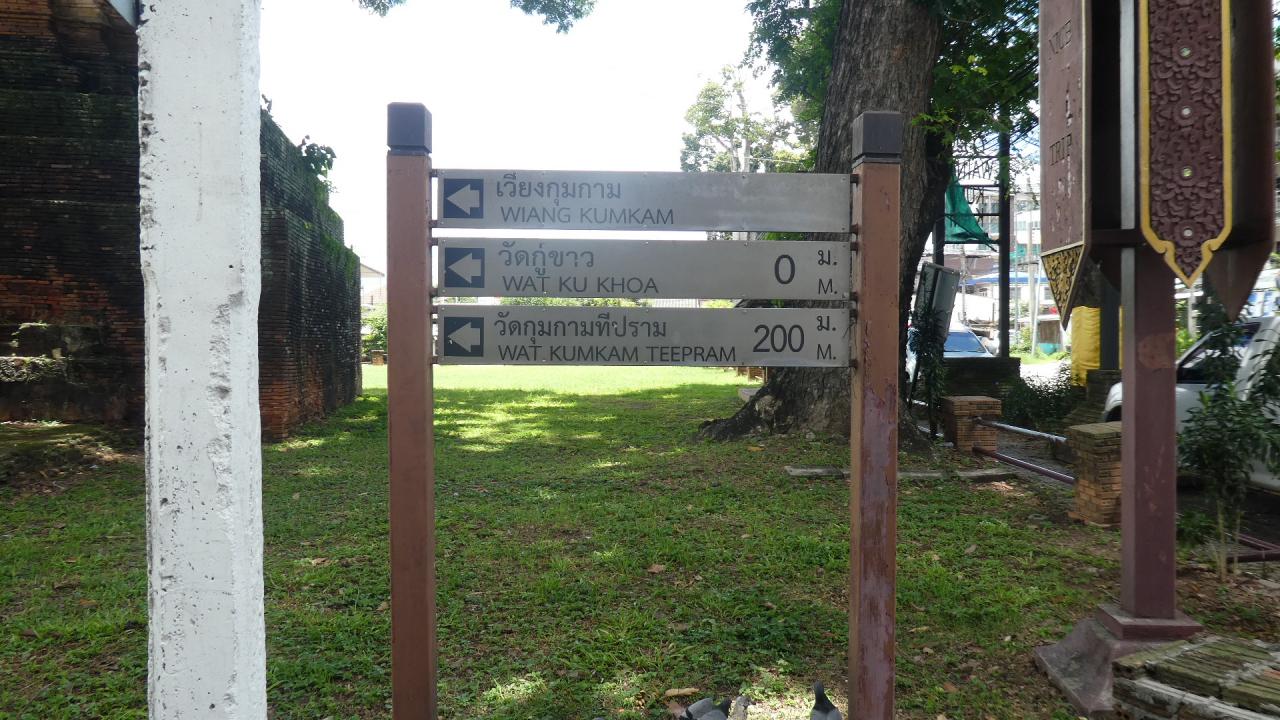 เวียงกุมกาม
WIANG KUMKAM
วัดกู่ขาว 0 ม.
WAT KU KHOA M.
วัดกุมกามทีปราม 200 ม.
WAT KUMKAM TEEPRAM M.